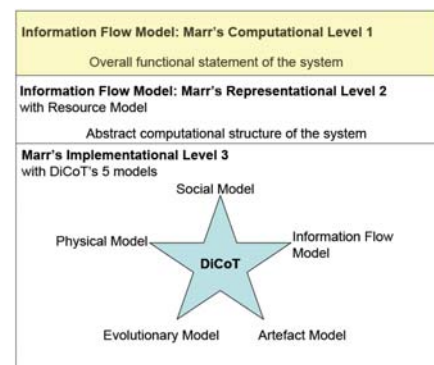 Information Flow Model: Marr's Computational Level 1
Overall functional statement of the system
Information Flow Model: Marr's Representational Level 2
with Resource Model
Abstract computational structure of the system
Marr's Implementational Level 3
with DiCoT's 5 models
Social Model
Physical Model
Information Flow
Model
DiCoT
Evolutionary Model
Artefact Model